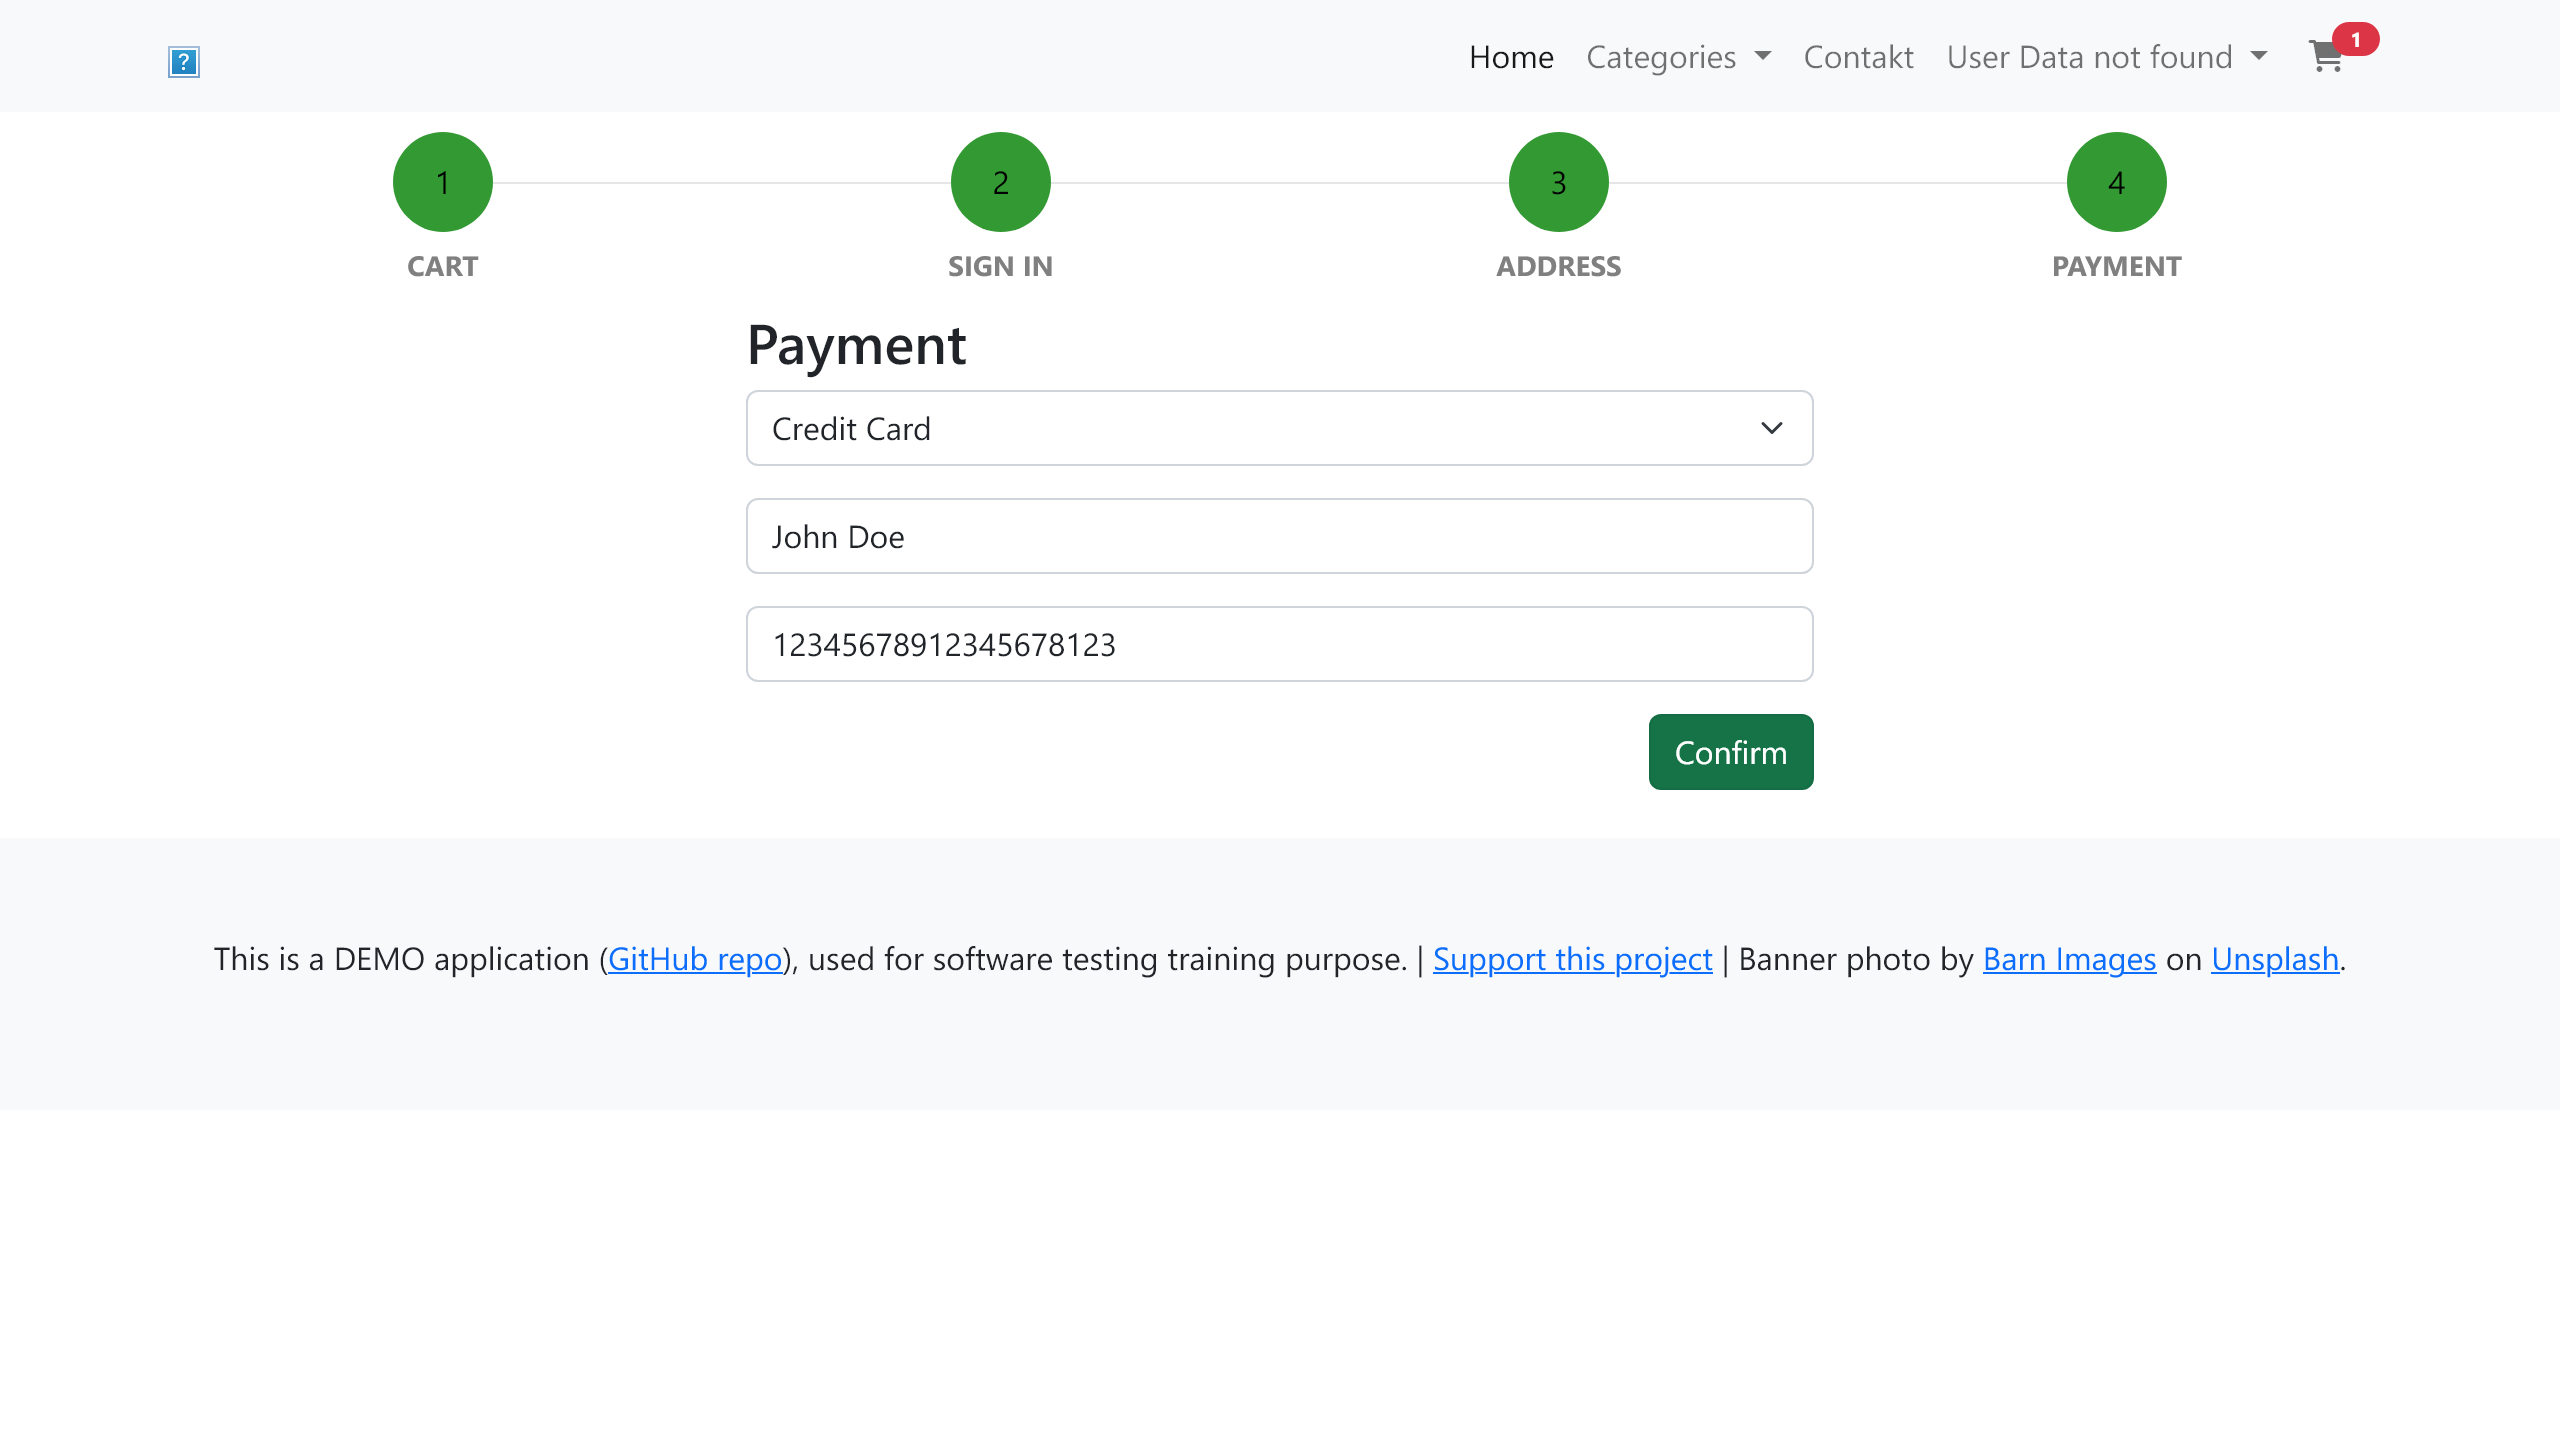 ?
Home Categories Contakt User Data not found 1
1 2 3 4
CART SIGN IN ADDRESS PAYMENT
Payment
Credit Card
John Doe
12345678912345678123
Confirm
This is a DEMO application (GitHub repo), used for software testing training purpose. | Support this project | Banner photo by Barn Images on Unsplash.